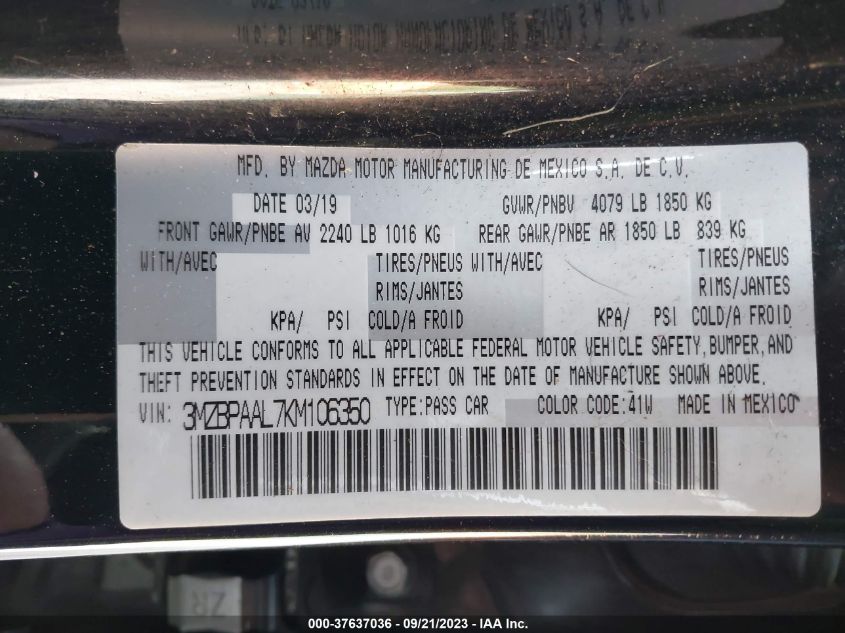 MFD. BY MAZDA MOTOR MANUFACTURING DE MEXICO S.A. DE C.V.
DATE 03/19 GVWR/PNBV 4079 LB 1850 KG
FRONT GAWR/PNBE AV 2240 LB 1016 KG REAR GAWR/PNBE AR 1850 LB 839 KG
WITH/AVEC TIRES/PNEUS WITH/AVEC TIRES/PNEUS
RIMS/JANTES RIMS/JANTES
KPA/ PSI COLD/A FROID KPA/ PSI COLD/A FROID
THIS VEHICLE CONFORMS TO ALL APPLICABLE FEDERAL MOTOR VEHICLE SAFETY, BUMPER, AND
THEFT PREVENTION STANDARDS IN EFFECT ON THE DATE OF MANUFACTURE SHOWN ABOVE.
VIN: 3MZBPAAL7KM106350 TYPE:PASS CAR COLOR CODE:41W MADE IN MEXICO
ZR
000-37637036 - 09/21/2023 - IAAI.com